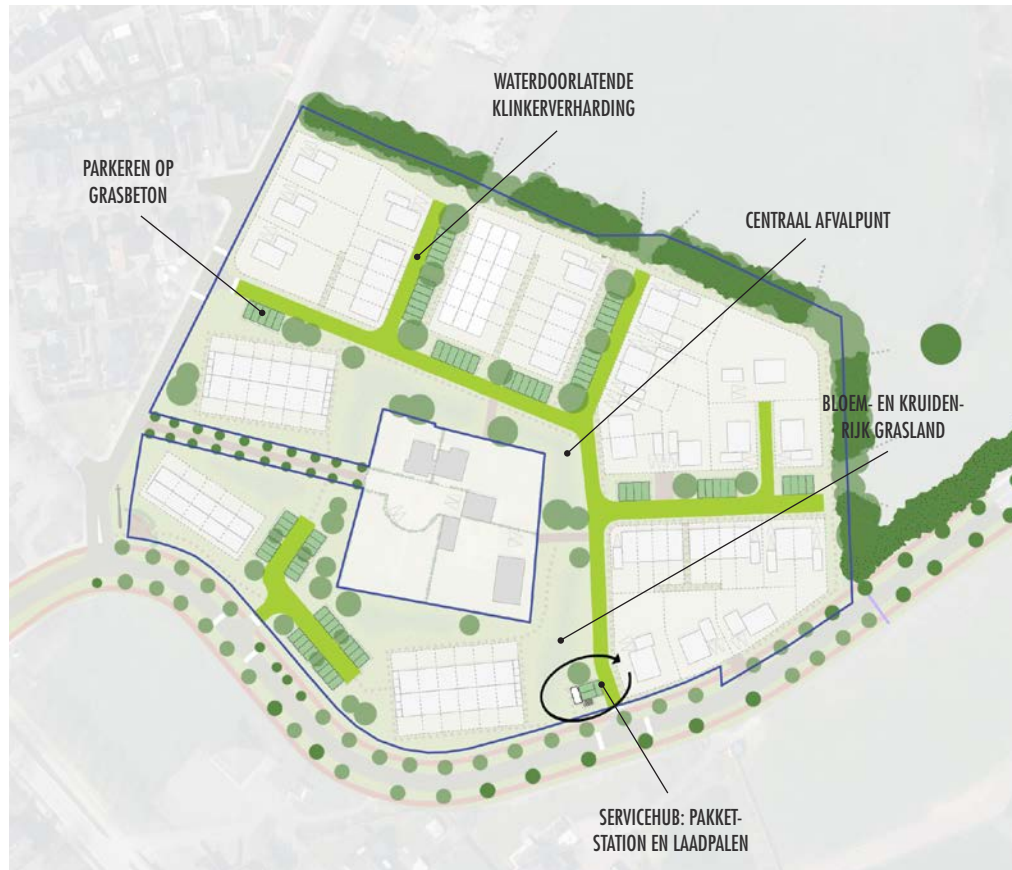 WATERDOORLATENDE
KLINKERVERHARDING
PARKEREN OP
GRASBETON
CENTRAAL AFVALPUNT
BLOEM- EN KRUIDEN-
RIJK GRASLAND
SERVICEHUB: PAKKET-
STATION EN LAADPALEN